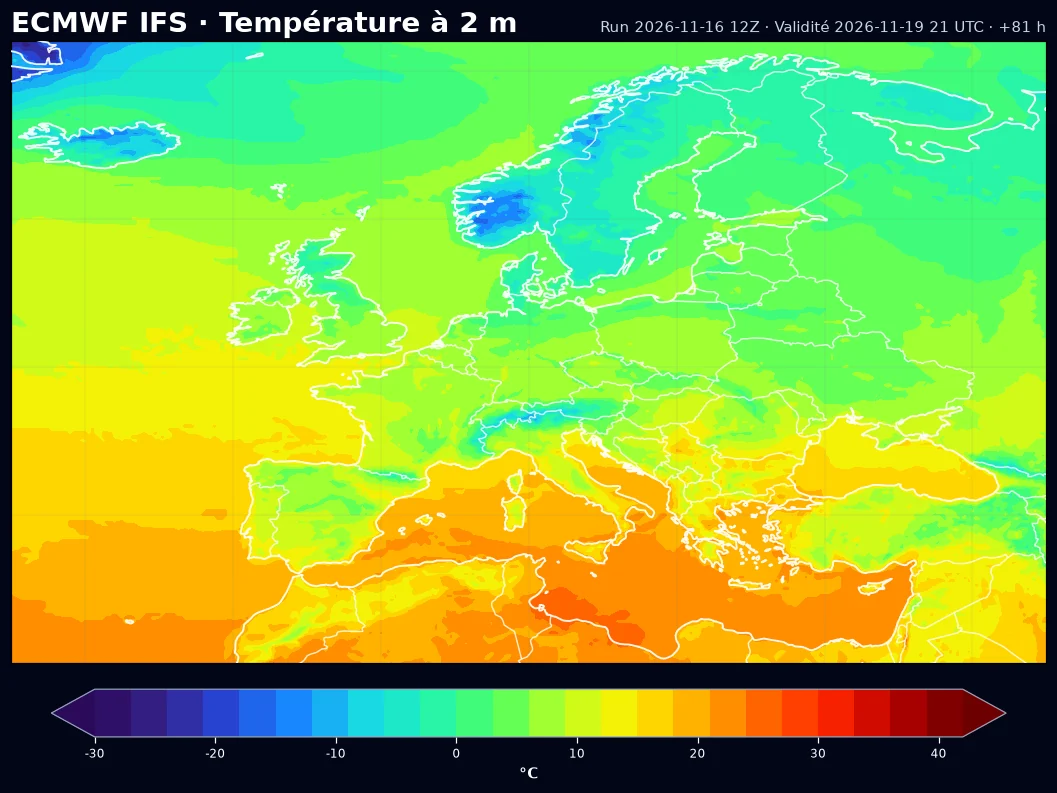 ECMWF IFS · Température à 2 m
Run 2026-11-16 12Z · Validité 2026-11-19 21 UTC · +81 h
-30 -20 -10 0 10 20 30 40
°C